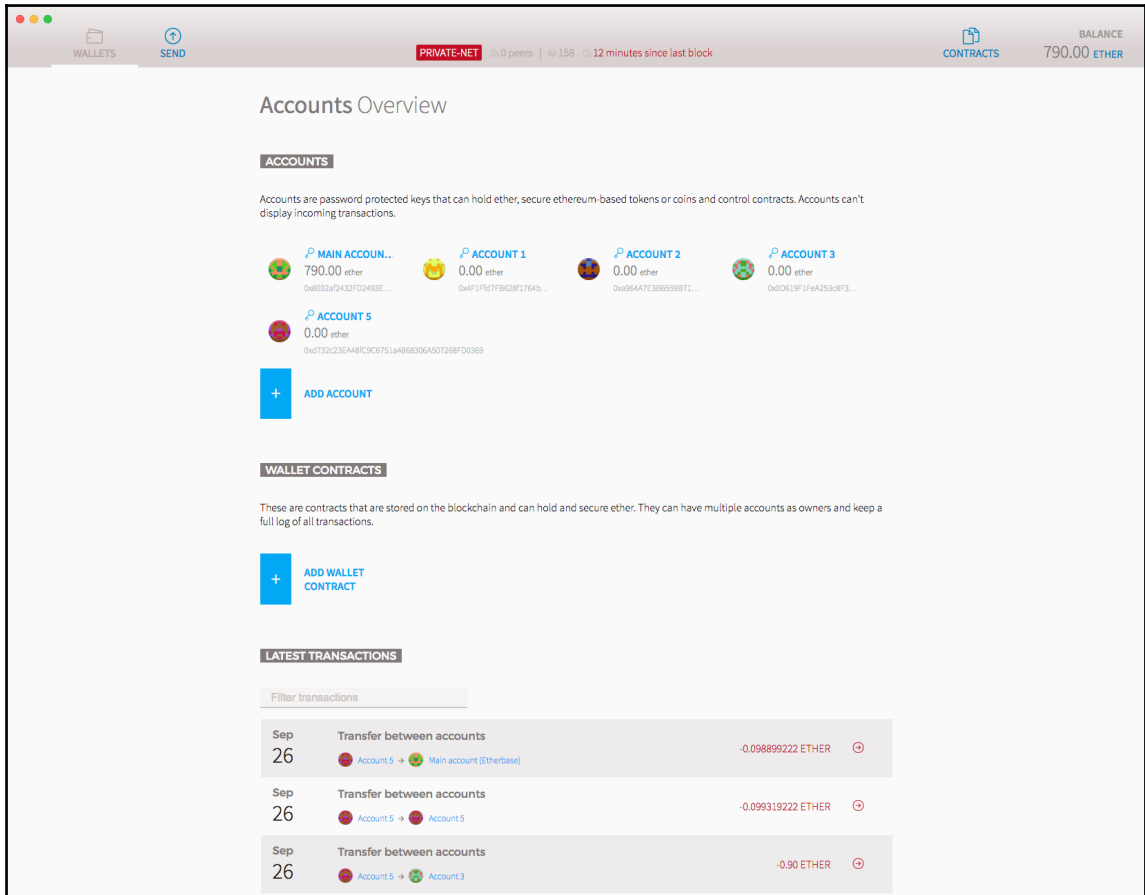 WALLETS
SEND
PRIVATE-NET 0 peers | 158 12 minutes since last block
CONTRACTS
BALANCE
790.00 ETHER
Accounts Overview
ACCOUNTS
Accounts are password protected keys that can hold ether, secure ethereum-based tokens or coins and control contracts. Accounts can't
display incoming transactions.
MAIN ACCOUN...
790.00 ether
0x8032af2432FD2493E...
ACCOUNT 1
0.00 ether
0x4F1Ffd7FB628f1764b...
ACCOUNT 2
0.00 ether
0xa964A7E3B6559B71...
ACCOUNT 3
0.00 ether
0x0D619F1FeA253c8F3...
ACCOUNT 5
0.00 ether
0xd732c23EA48fC9C6751a4868306A507268FD0369
+ ADD ACCOUNT
WALLET CONTRACTS
These are contracts that are stored on the blockchain and can hold and secure ether. They can have multiple accounts as owners and keep a
full log of all transactions.
+ ADD WALLET
CONTRACT
LATEST TRANSACTIONS
Filter transactions
Sep
26
Transfer between accounts
Account 5 → Main account (Etherbase)
-0.098899222 ETHER
Sep
26
Transfer between accounts
Account 5 → Account 5
-0.099319222 ETHER
Sep
26
Transfer between accounts
Account 5 → Account 3
-0.90 ETHER